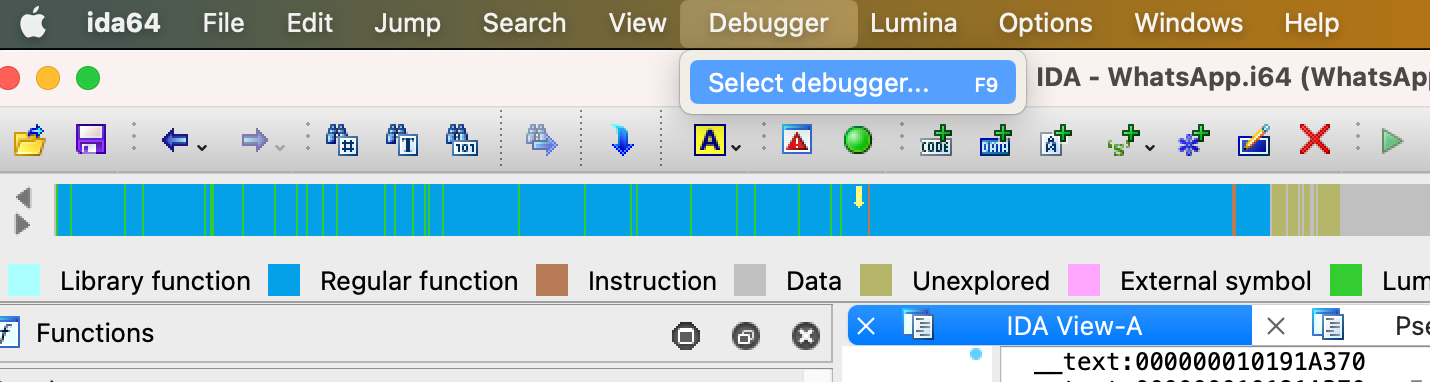 ida64 File Edit Jump Search View Debugger Lumina Options Windows Help
Select debugger... F9
IDA - WhatsApp.i64 (WhatsApp
# T 101 A CODE DATA A 's' *
Library function Regular function Instruction Data Unexplored External symbol Lum
f Functions
IDA View-A Pse
__text:000000010191A370